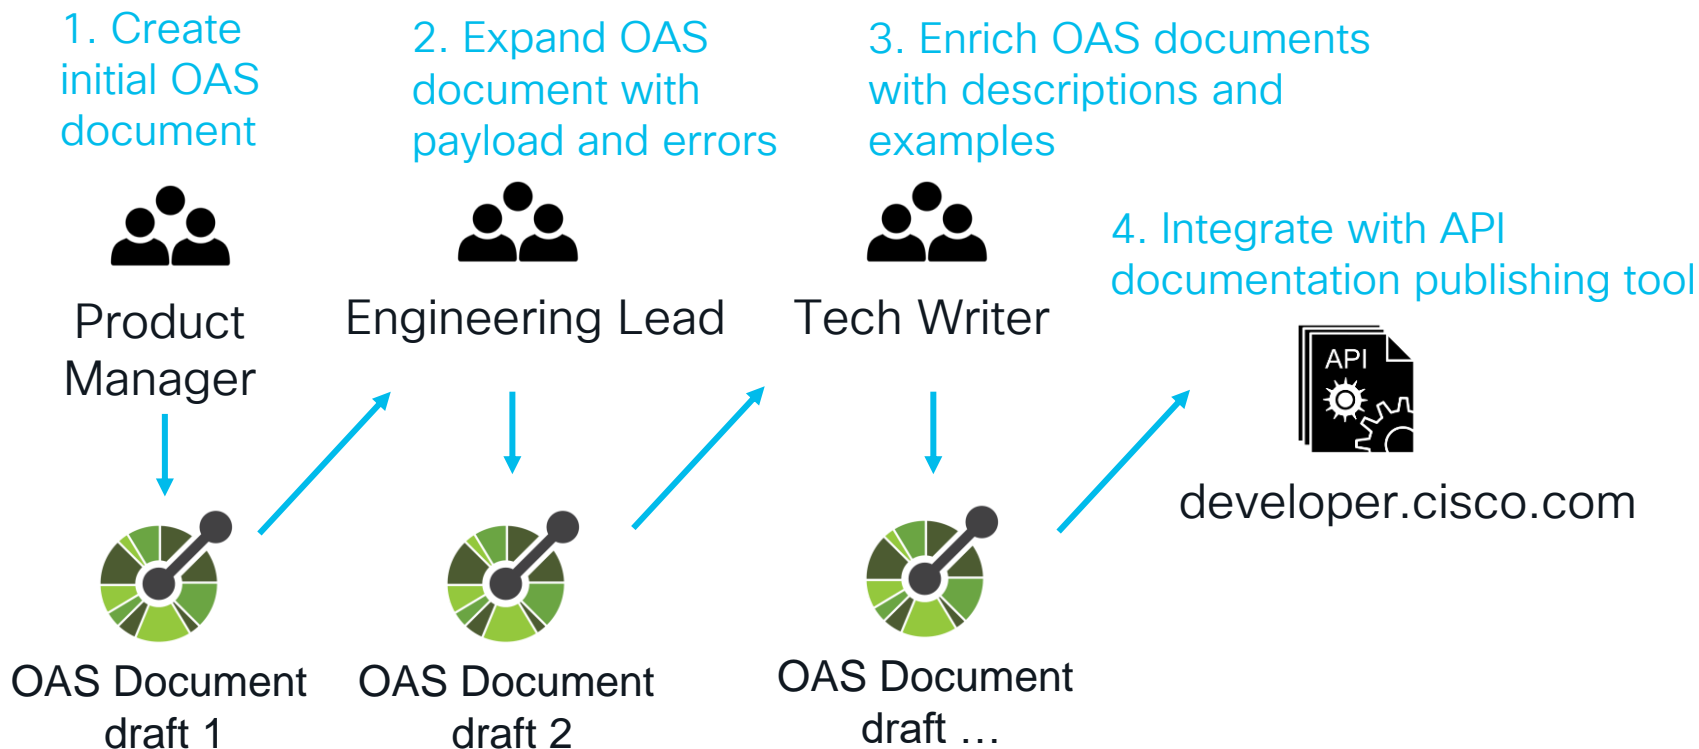 1. Create
initial OAS
document
2. Expand OAS
document with
payload and errors
3. Enrich OAS documents
with descriptions and
examples
4. Integrate with API
documentation publishing tool
Product
Manager
Engineering Lead
Tech Writer
API
developer.cisco.com
OAS Document
draft 1
OAS Document
draft 2
OAS Document
draft ...